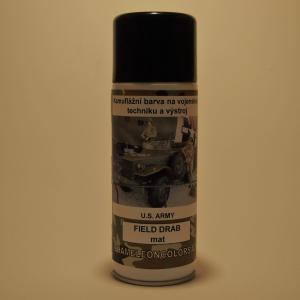 Kamuflážní barva na vojenskou
techniku a výstroj
U.S. ARMY
FIELD DRAB
mat